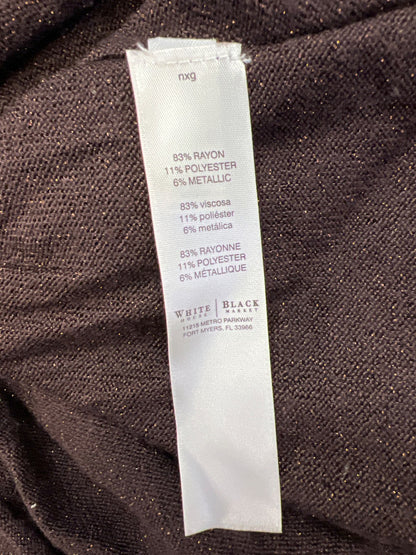 nxg
83% RAYON
11% POLYESTER
6% METALLIC
83% viscosa
11% poliéster
6% metálica
83% RAYONNE
11% POLYESTER
6% MÉTALLIQUE
WHITE HOUSE | BLACK MARKET
11215 METRO PARKWAY
FORT MYERS, FL 33966